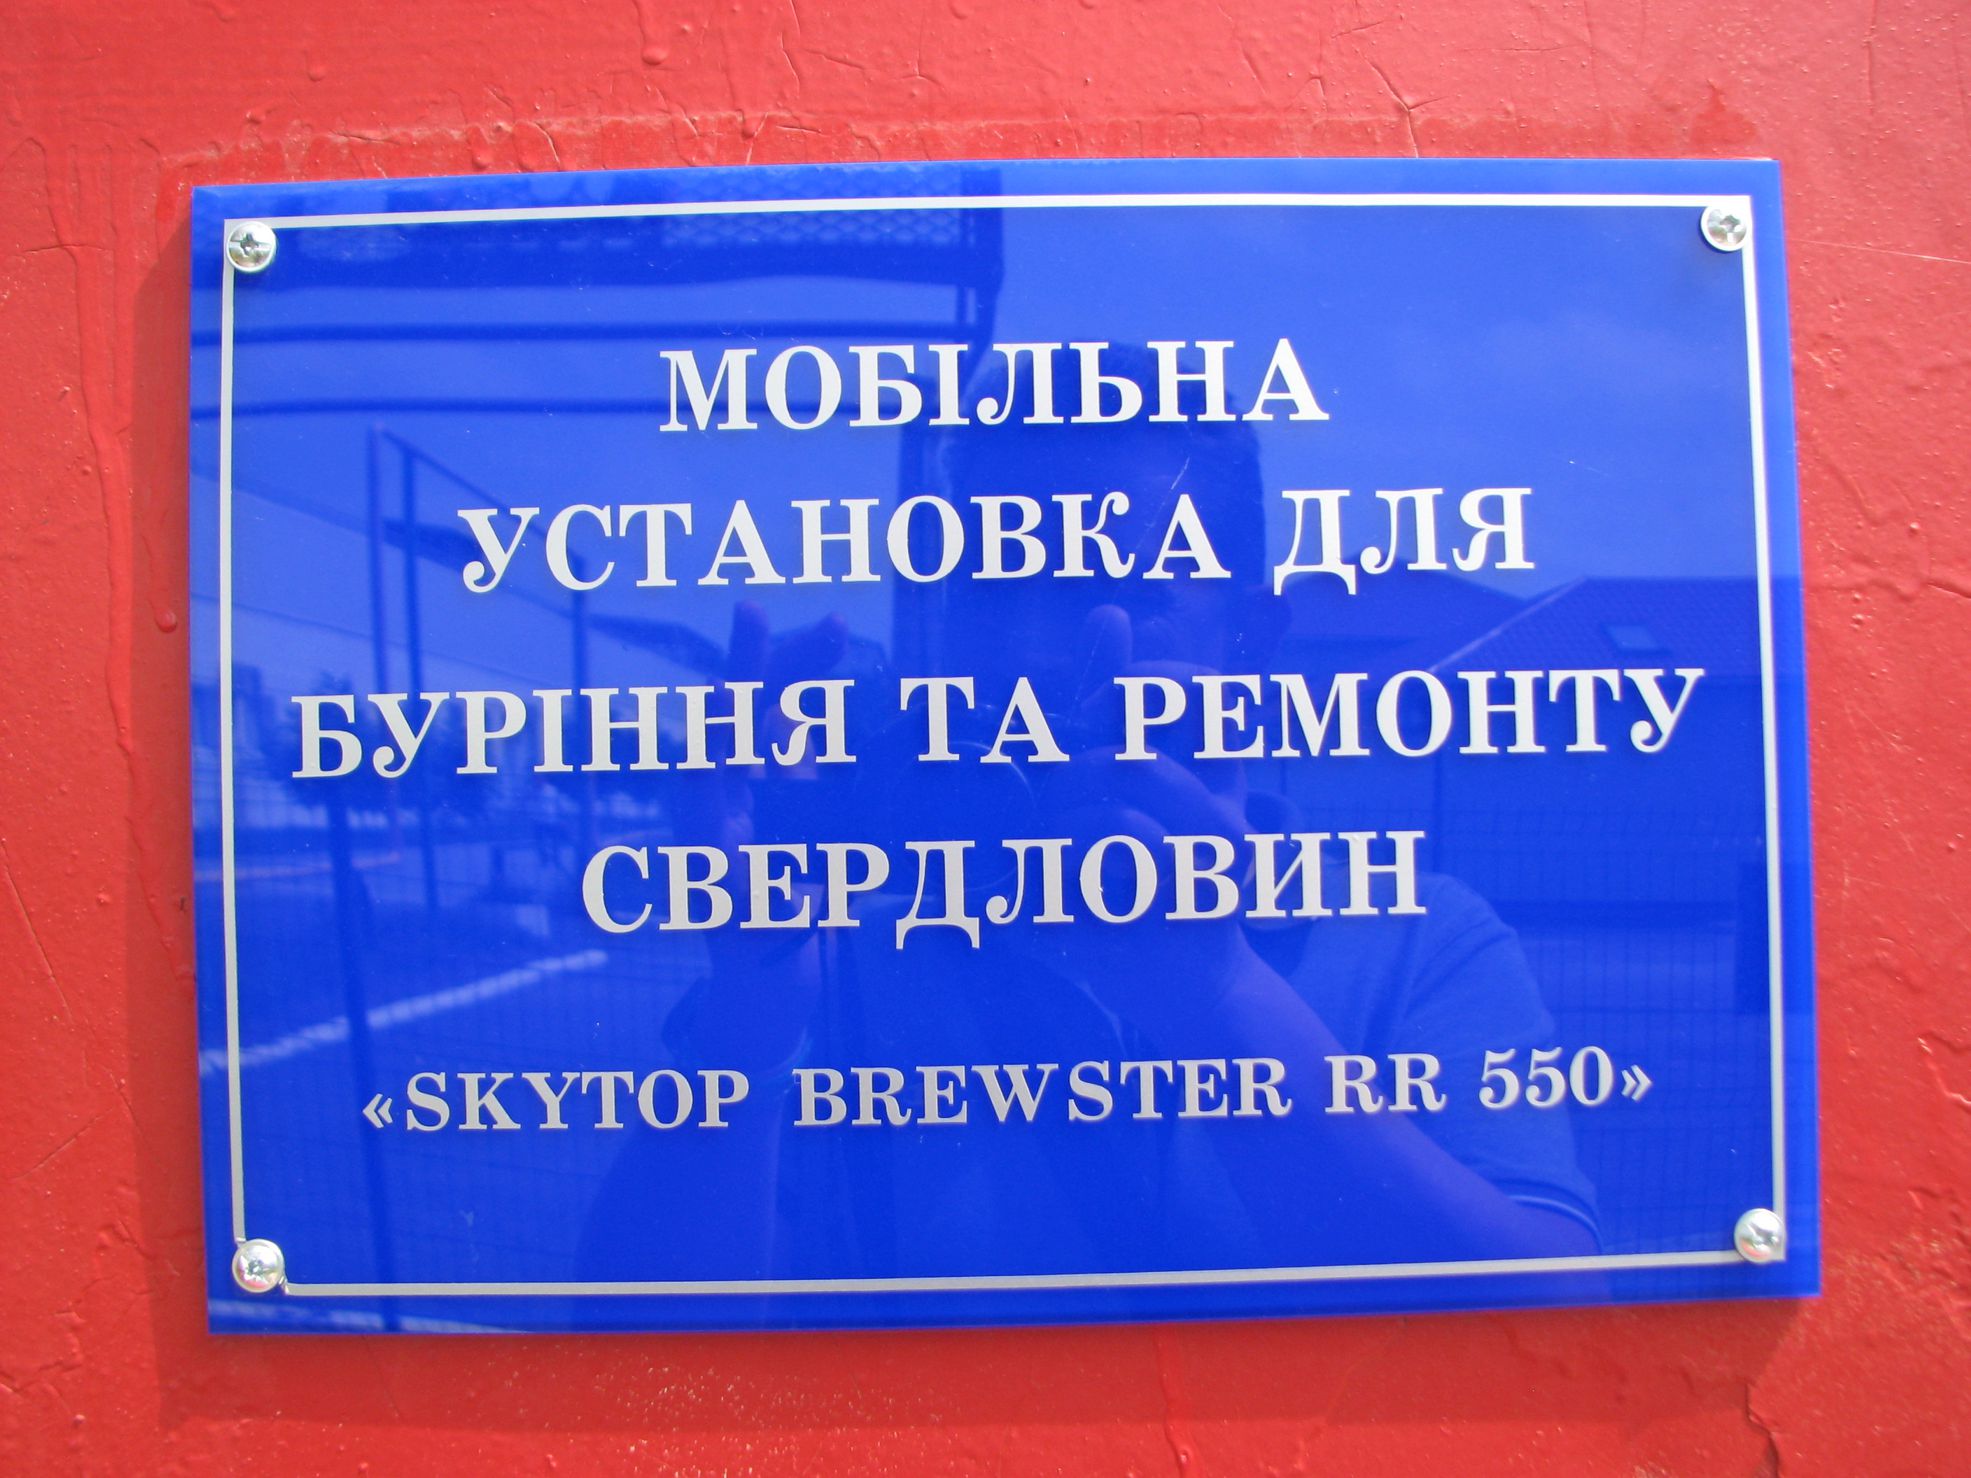 МОБІЛЬНА
УСТАНОВКА ДЛЯ
БУРІННЯ ТА РЕМОНТУ
СВЕРДЛОВИН
«SKYTOP BREWSTER RR 550»